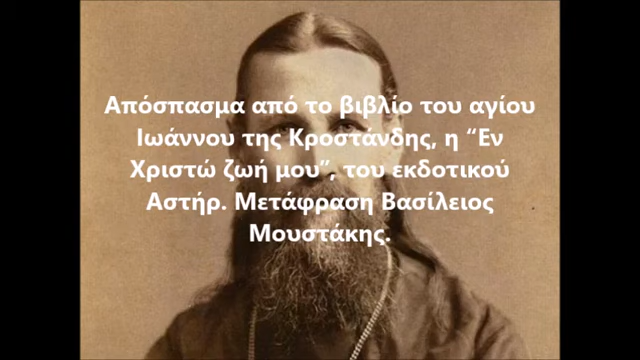 Απόσπασμα από το βιβλίο του αγίου
Ιωάννου της Κροστάνδης, η “Εν
Χριστώ ζωή μου”, του εκδοτικού
Αστήρ. Μετάφραση Βασίλειος
Μουστάκης.